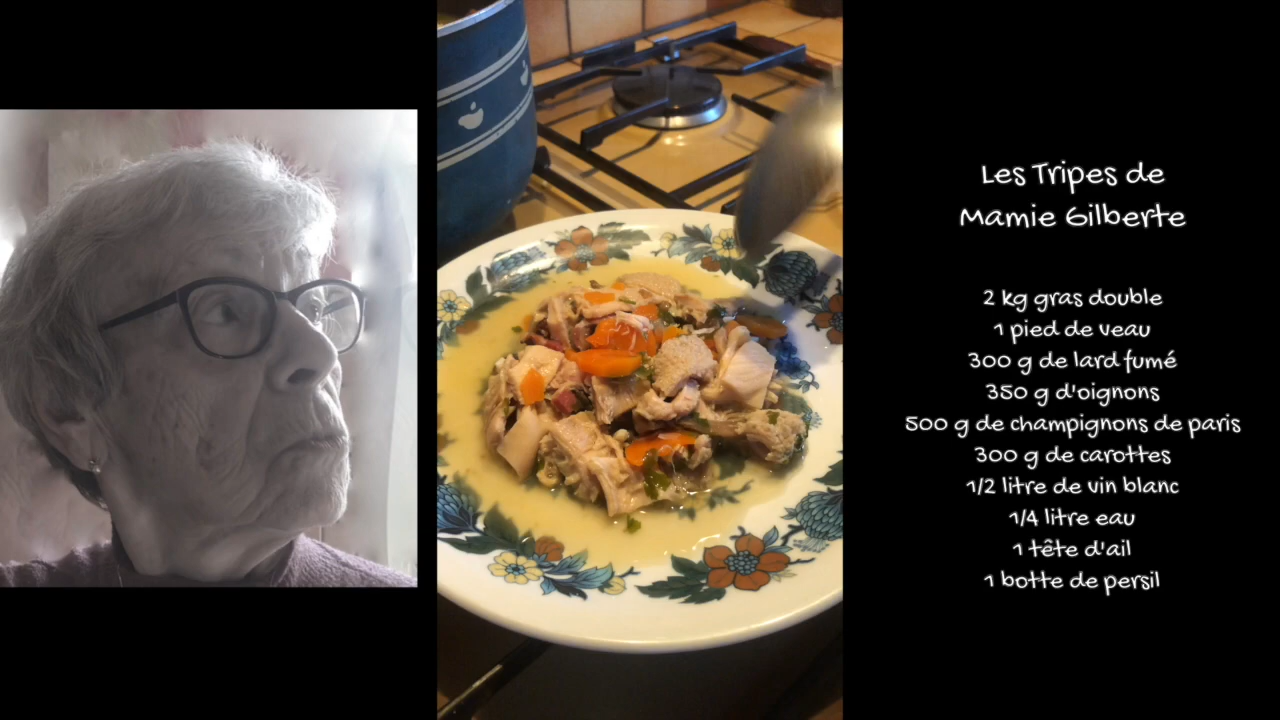 Les Tripes de
Mamie Gilberte
2 kg gras double
1 pied de veau
300 g de lard fumé
350 g d'oignons
500 g de champignons de paris
300 g de carottes
1/2 litre de vin blanc
1/4 litre eau
1 tête d'ail
1 botte de persil